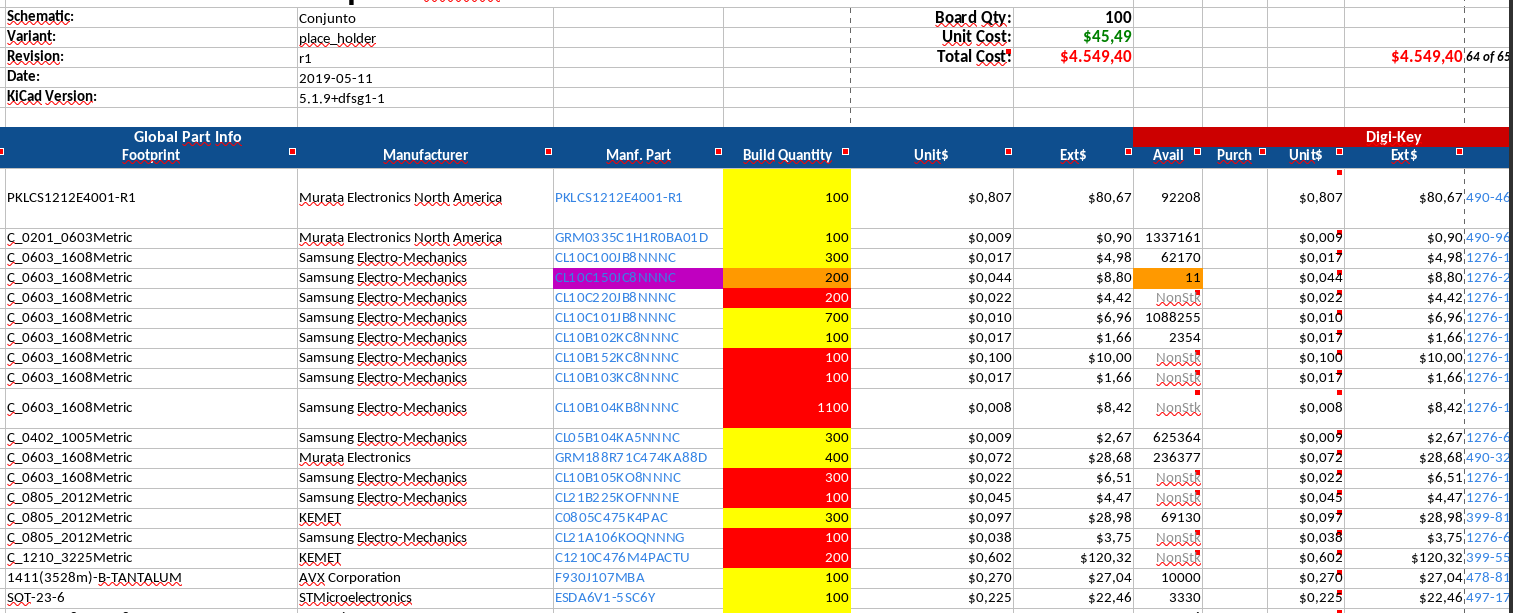 Schematic: Conjunto Board Qty: 100
Variant: place_holder Unit Cost: $45,49
Revision: r1 Total Cost: $4.549,40 $4.549,40 64 of 65
Date: 2019-05-11
KiCad Version: 5.1.9+dfsg1-1
Global Part Info Digi-Key
Footprint Manufacturer Manf. Part Build Quantity Unit$ Ext$ Avail Purch Unit$ Ext$
PKLCS1212E4001-R1 Murata Electronics North America PKLCS1212E4001-R1 100 $0,807 $80,67 92208 $0,807 $80,67 490-46
C_0201_0603Metric Murata Electronics North America GRM0335C1H1R0BA01D 100 $0,009 $0,90 1337161 $0,009 $0,90 490-96
C_0603_1608Metric Samsung Electro-Mechanics CL10C100JB8NNNC 300 $0,017 $4,98 62170 $0,017 $4,98 1276-1
C_0603_1608Metric Samsung Electro-Mechanics CL10C150JC8NNNC 200 $0,044 $8,80 11 $0,044 $8,80 1276-2
C_0603_1608Metric Samsung Electro-Mechanics CL10C220JB8NNNC 200 $0,022 $4,42 NonStk $0,022 $4,42 1276-1
C_0603_1608Metric Samsung Electro-Mechanics CL10C101JB8NNNC 700 $0,010 $6,96 1088255 $0,010 $6,96 1276-1
C_0603_1608Metric Samsung Electro-Mechanics CL10B102KC8NNNC 100 $0,017 $1,66 2354 $0,017 $1,66 1276-1
C_0603_1608Metric Samsung Electro-Mechanics CL10B152KC8NNNC 100 $0,100 $10,00 NonStk $0,100 $10,00 1276-1
C_0603_1608Metric Samsung Electro-Mechanics CL10B103KC8NNNC 100 $0,017 $1,66 NonStk $0,017 $1,66 1276-1
C_0603_1608Metric Samsung Electro-Mechanics CL10B104KB8NNNC 1100 $0,008 $8,42 NonStk $0,008 $8,42 1276-1
C_0402_1005Metric Samsung Electro-Mechanics CL05B104KA5NNNC 300 $0,009 $2,67 625364 $0,009 $2,67 1276-6
C_0603_1608Metric Murata Electronics GRM188R71C474KA88D 400 $0,072 $28,68 236377 $0,072 $28,68 490-32
C_0603_1608Metric Samsung Electro-Mechanics CL10B105KO8NNNC 300 $0,022 $6,51 NonStk $0,022 $6,51 1276-1
C_0805_2012Metric Samsung Electro-Mechanics CL21B225KOFNNNE 100 $0,045 $4,47 NonStk $0,045 $4,47 1276-1
C_0805_2012Metric KEMET C0805C475K4PAC 300 $0,097 $28,98 69130 $0,097 $28,98 399-81
C_0805_2012Metric Samsung Electro-Mechanics CL21A106KOQNNNG 100 $0,038 $3,75 NonStk $0,038 $3,75 1276-6
C_1210_3225Metric KEMET C1210C476M4PACTU 200 $0,602 $120,32 NonStk $0,602 $120,32 399-55
1411(3528m)-B-TANTALUM AVX Corporation F930J107MBA 100 $0,270 $27,04 10000 $0,270 $27,04 478-81
SOT-23-6 STMicroelectronics ESDA6V1-5SC6Y 100 $0,225 $22,46 3330 $0,225 $22,46 497-17